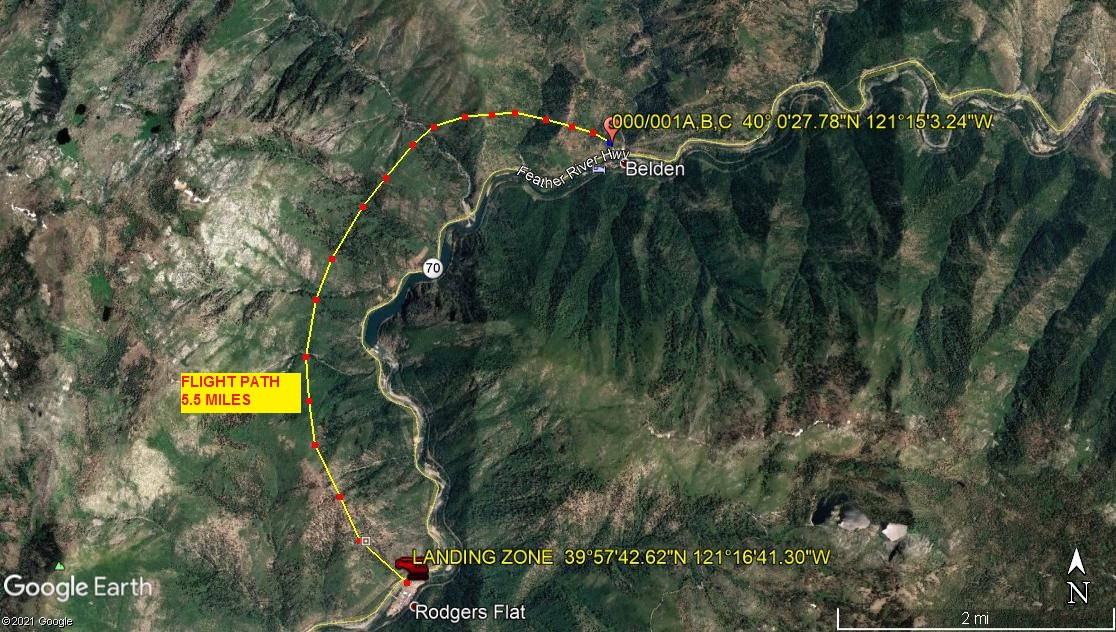 000/001A,B,C  40° 0'27.78"N 121°15'3.24"W
Feather River Hwy
Belden
70
FLIGHT PATH
5.5 MILES
LANDING ZONE  39°57'42.62"N 121°16'41.30"W
Google Earth
N
Rodgers Flat
2 mi
©2021 Google